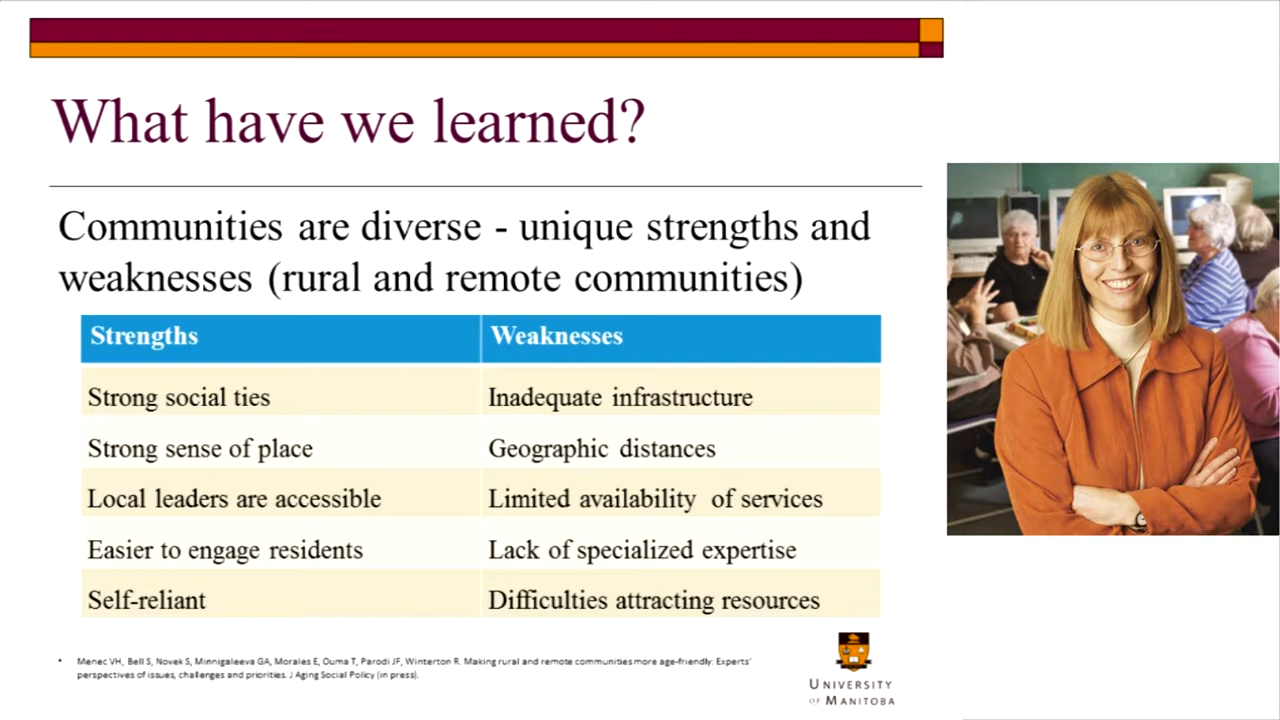 What have we learned?
Communities are diverse - unique strengths and
weaknesses (rural and remote communities)
Strengths Weaknesses
Strong social ties Inadequate infrastructure
Strong sense of place Geographic distances
Local leaders are accessible Limited availability of services
Easier to engage residents Lack of specialized expertise
Self-reliant Difficulties attracting resources
• Menec VH, Bell S, Novek S, Minnigaleeva GA, Morales E, Ouma T, Parodi JF, Winterton R. Making rural and remote communities more age-friendly: Experts'
perspectives of issues, challenges and priorities. J Aging Social Policy (in press).
UNIVERSITY
OF MANITOBA